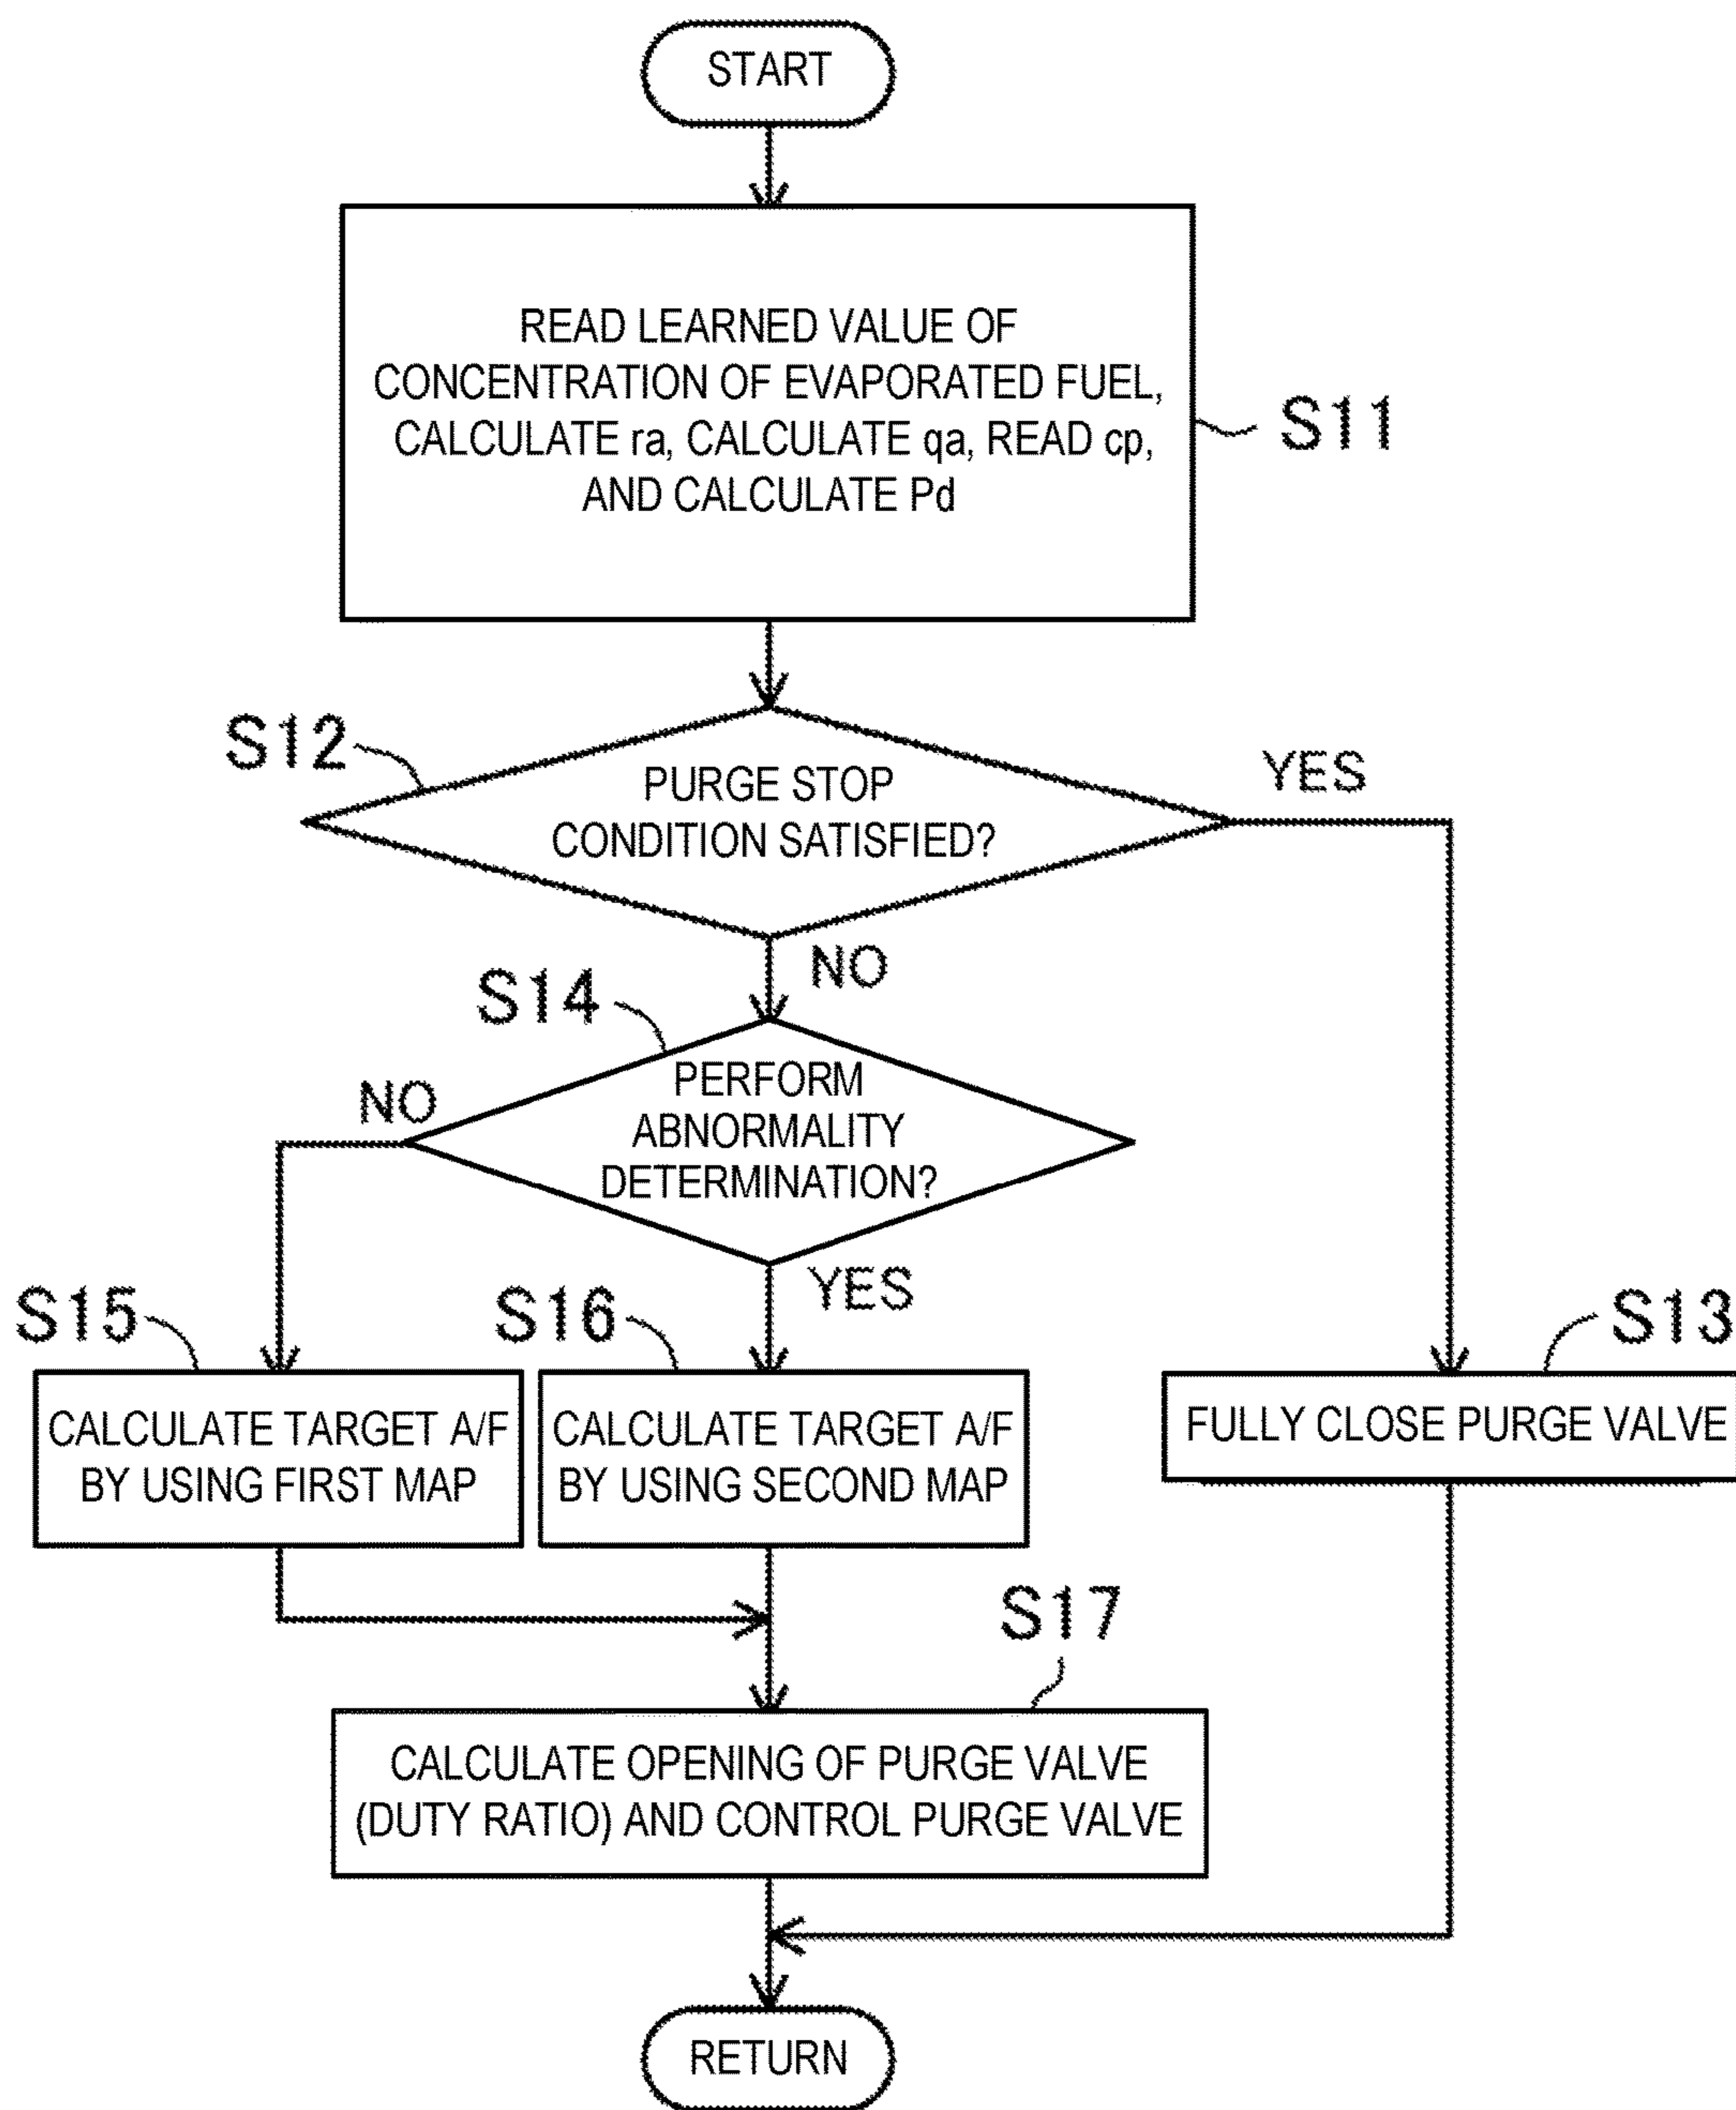 START
READ LEARNED VALUE OF
CONCENTRATION OF EVAPORATED FUEL,
CALCULATE ra, CALCULATE qa, READ cp,
AND CALCULATE Pd
S11
S12
PURGE STOP
CONDITION SATISFIED?
YES
NO
S14
PERFORM
ABNORMALITY
DETERMINATION?
NO
YES
S15
CALCULATE TARGET A/F
BY USING FIRST MAP
S16
CALCULATE TARGET A/F
BY USING SECOND MAP
S13
FULLY CLOSE PURGE VALVE
S17
CALCULATE OPENING OF PURGE VALVE
(DUTY RATIO) AND CONTROL PURGE VALVE
RETURN